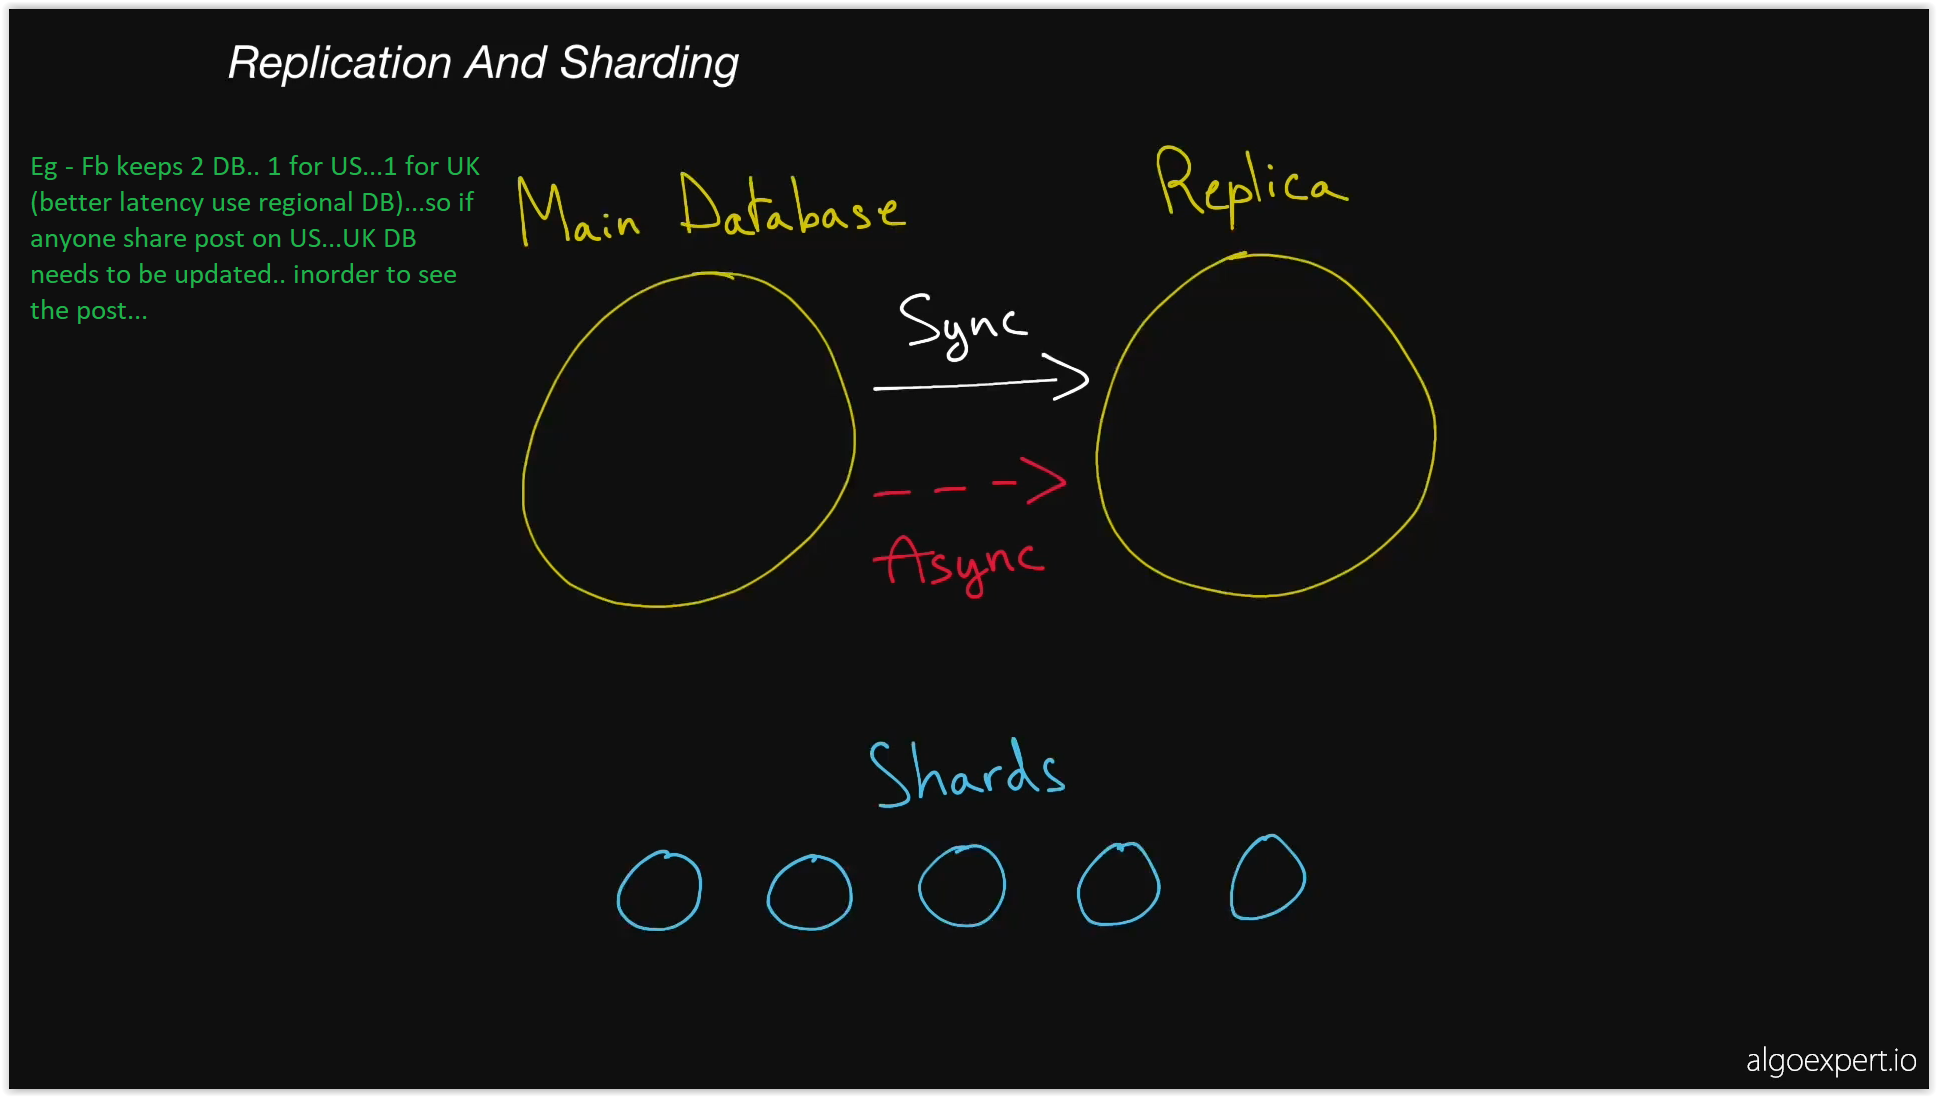 Replication And Sharding
Eg - Fb keeps 2 DB.. 1 for US...1 for UK
(better latency use regional DB)...so if
anyone share post on US...UK DB
needs to be updated.. inorder to see
the post...
Main Database
Replica
Sync
Async
Shards
algoexpert.io